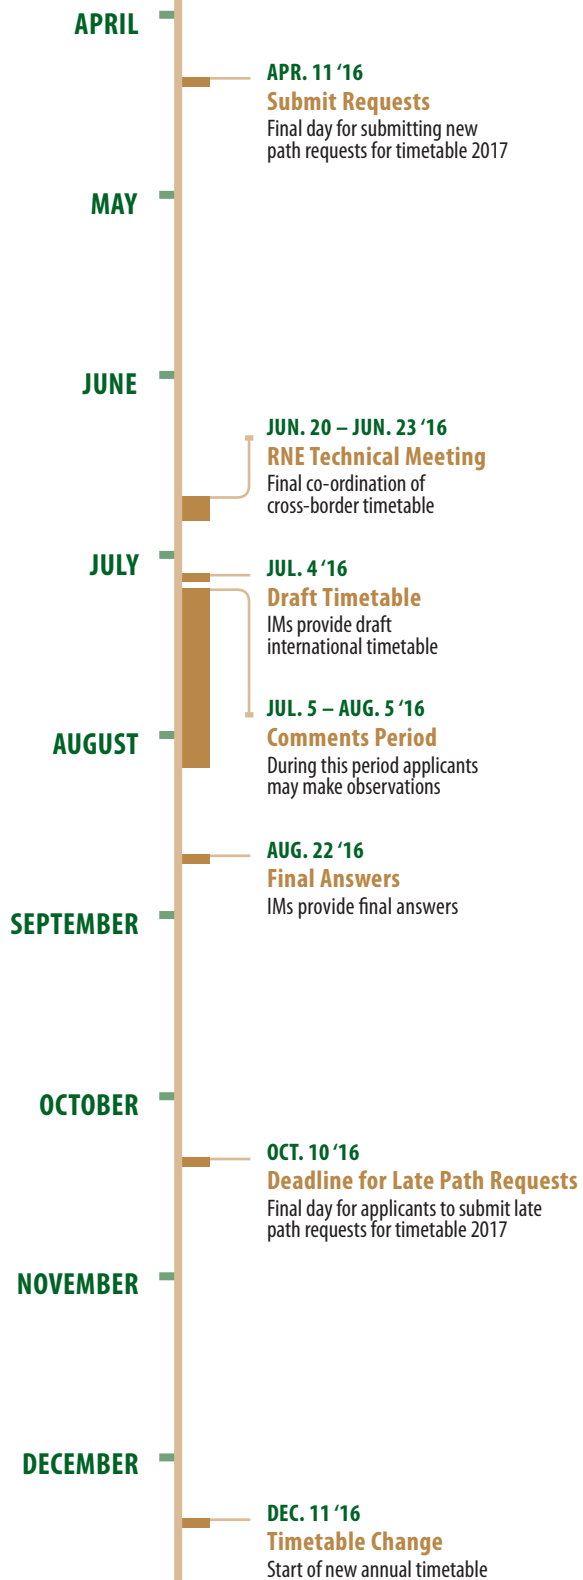 APRIL
APR. 11 ‘16
Submit Requests
Final day for submitting new
path requests for timetable 2017
MAY
JUNE
JUN. 20 – JUN. 23 ‘16
RNE Technical Meeting
Final co-ordination of
cross-border timetable
JULY
JUL. 4 ‘16
Draft Timetable
IMs provide draft
international timetable
JUL. 5 – AUG. 5 ‘16
AUGUST
Comments Period
During this period applicants
may make observations
AUG. 22 ‘16
Final Answers
IMs provide final answers
SEPTEMBER
OCTOBER
OCT. 10 ‘16
Deadline for Late Path Requests
Final day for applicants to submit late
path requests for timetable 2017
NOVEMBER
DECEMBER
DEC. 11 ‘16
Timetable Change
Start of new annual timetable